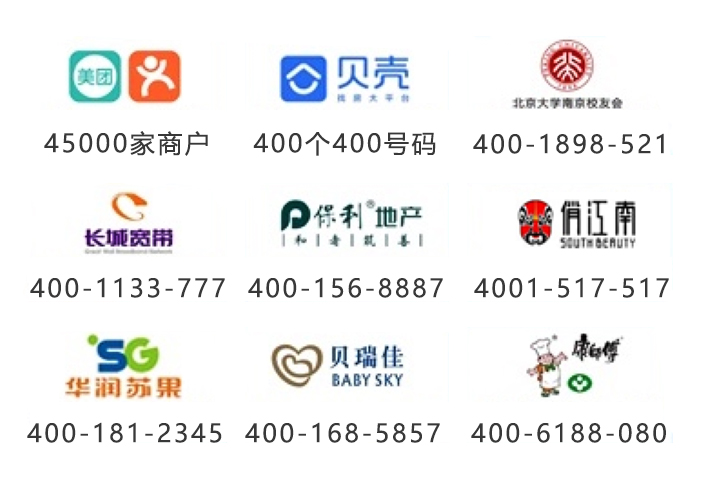 美团
贝壳
找房大平台
北京大学南京校友会
45000家商户
400个400号码
400-1898-521
长城宽带
Great Wall Broadband Network
保利®地产
和者筑善
俏江南
SOUTH BEAUTY
400-1133-777
400-156-8887
4001-517-517
SG
华润苏果
贝瑞佳
BABY SKY
康师傅
400-181-2345
400-168-5857
400-6188-080